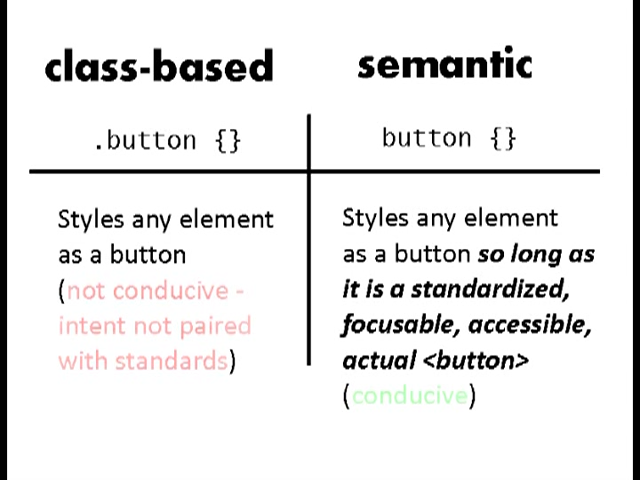 class-based
semantic
.button {}
button {}
Styles any element
as a button
(not conducive -
intent not paired
with standards)
Styles any element
as a button so long as
it is a standardized,
focusable, accessible,
actual <button>
(conducive)